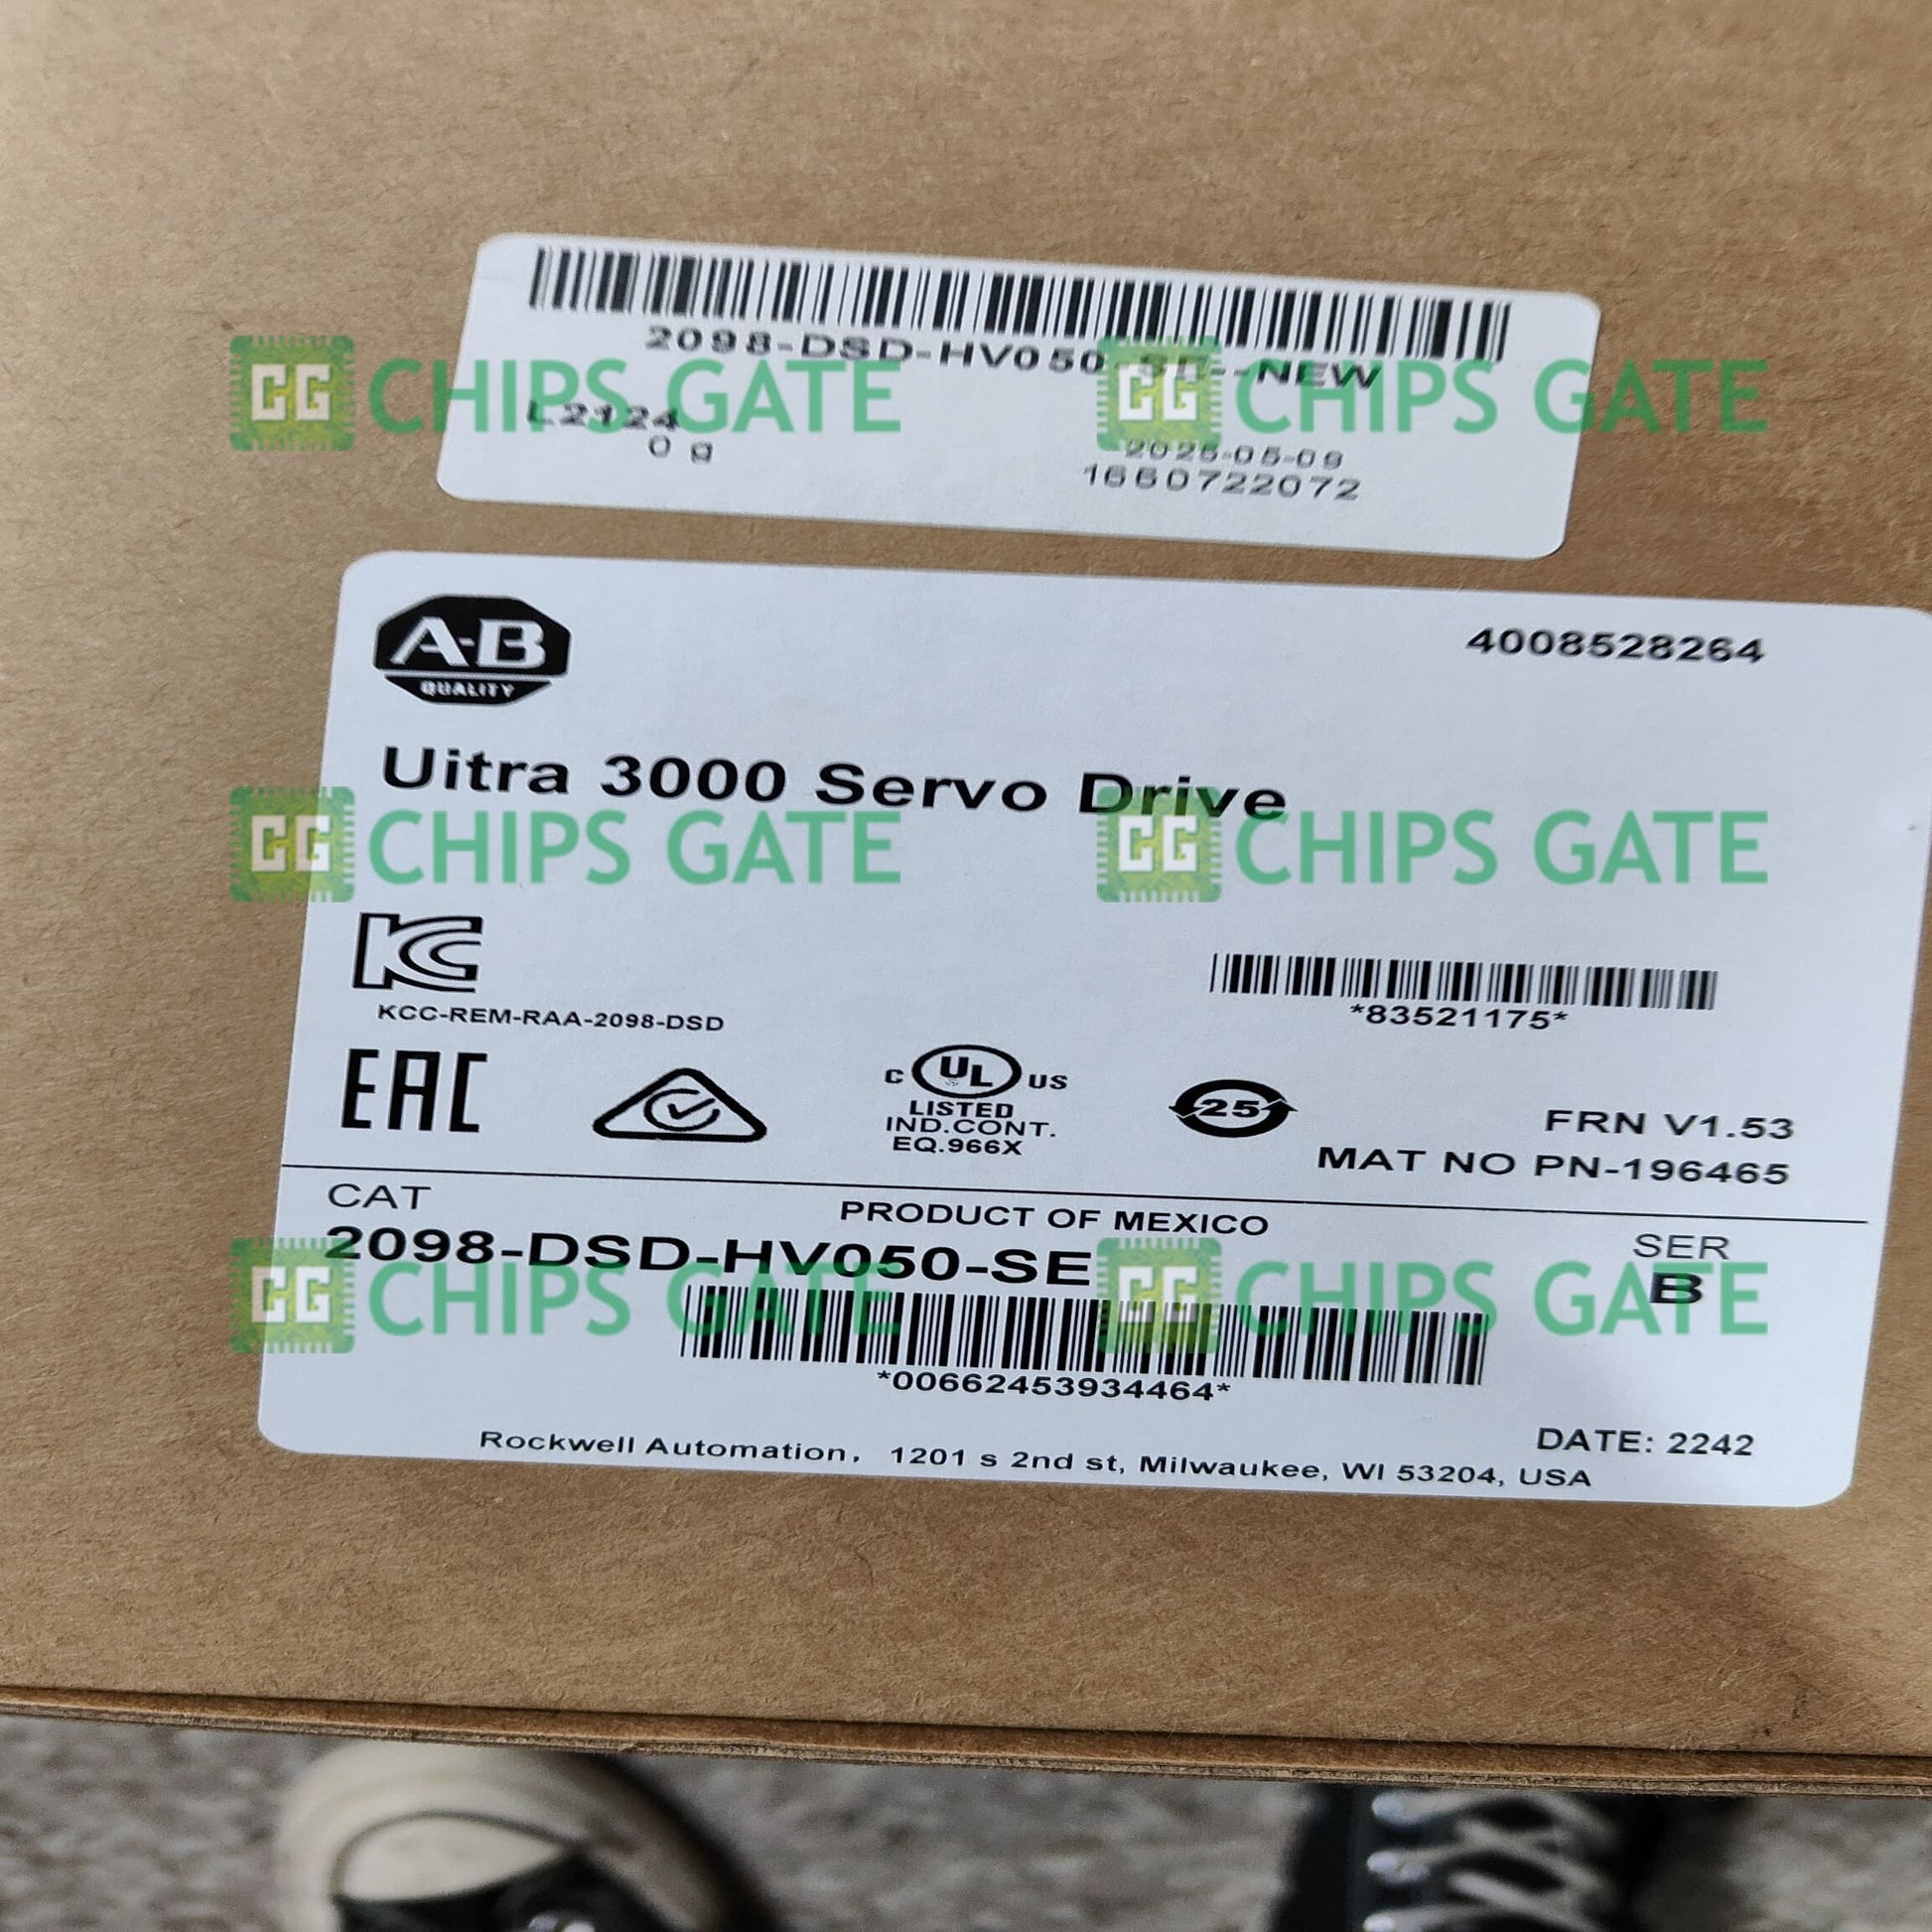 2098-DSD-HV050-SE--NEW
CHIPS GATE
CHIPS GATE
L2124
0 g
2025-05-09
1660722072
A-B
QUALITY
4008528264
Uitra 3000 Servo Drive
CHIPS GATE
CHIPS GATE
KC
KCC-REM-RAA-2098-DSD
*83521175*
EAC
C UL US
LISTED
IND.CONT.
EQ.966X
25
FRN V1.53
MAT NO PN-196465
CAT
PRODUCT OF MEXICO
SER
2098-DSD-HV050-SE
B
CHIPS GATE
CHIPS GATE
*00662453934464*
DATE: 2242
Rockwell Automation, 1201 s 2nd st, Milwaukee, WI 53204, USA